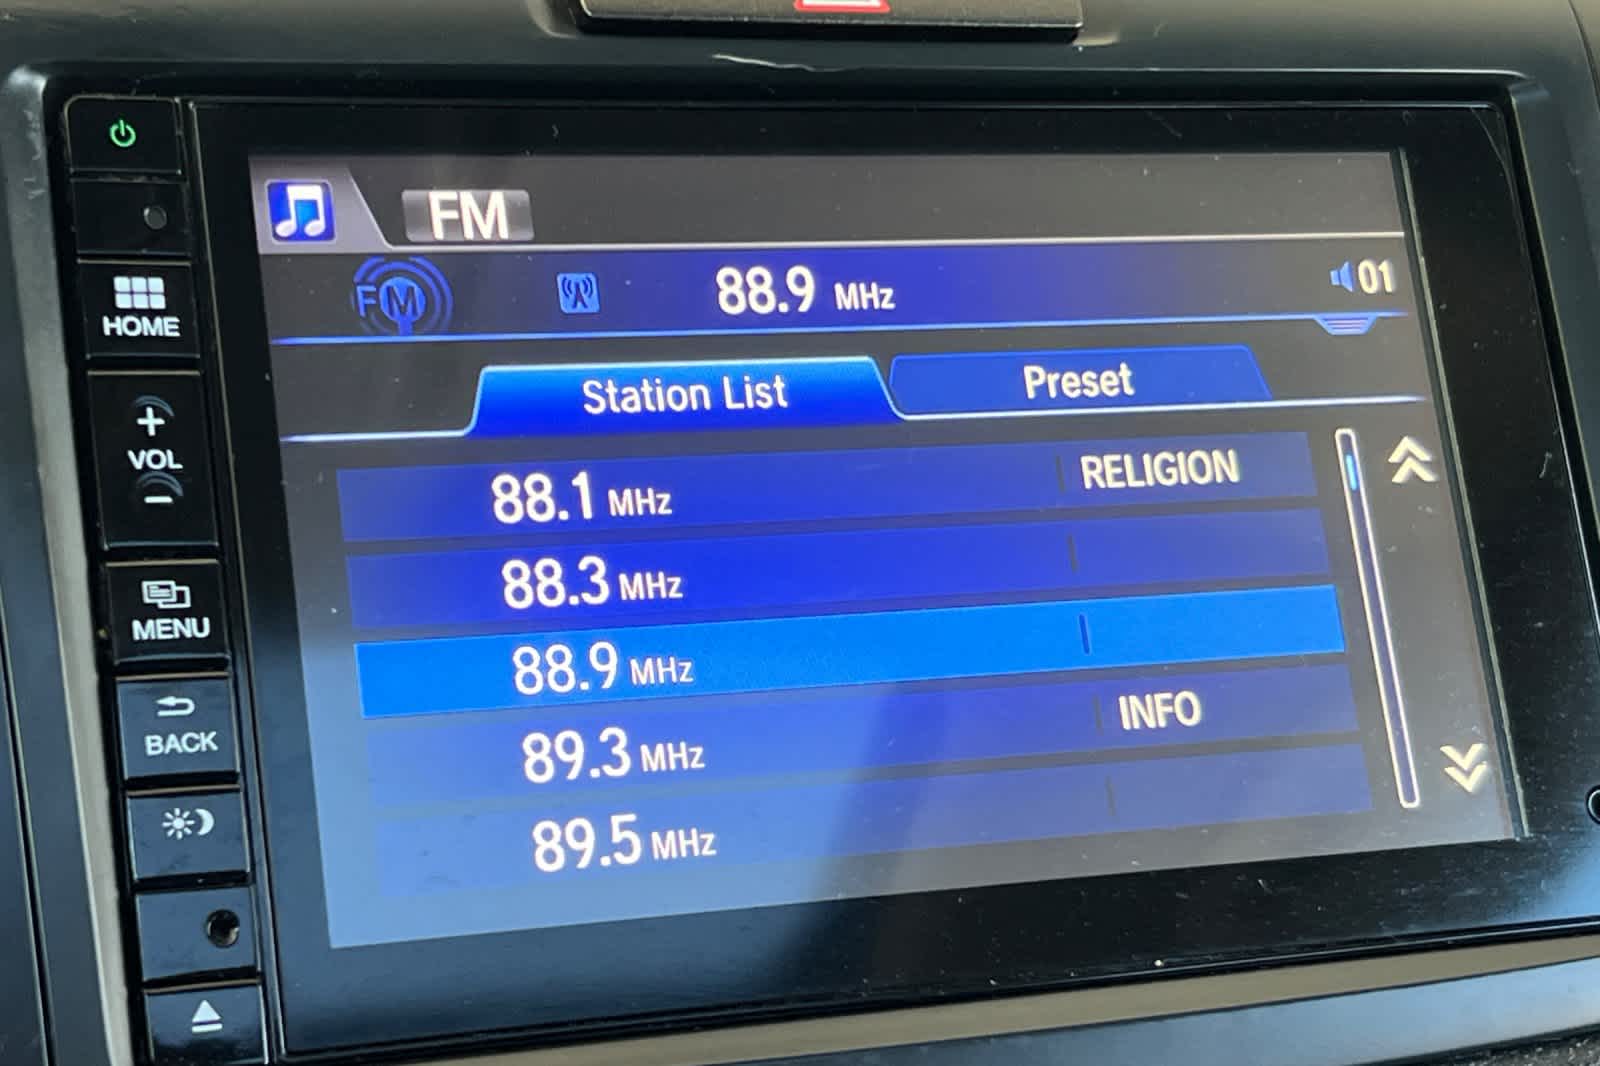 FM
FM
88.9 MHz
01
Station List
Preset
88.1 MHz RELIGION
88.3 MHz
88.9 MHz
89.3 MHz INFO
89.5 MHz
HOME
+
VOL
−
MENU
BACK